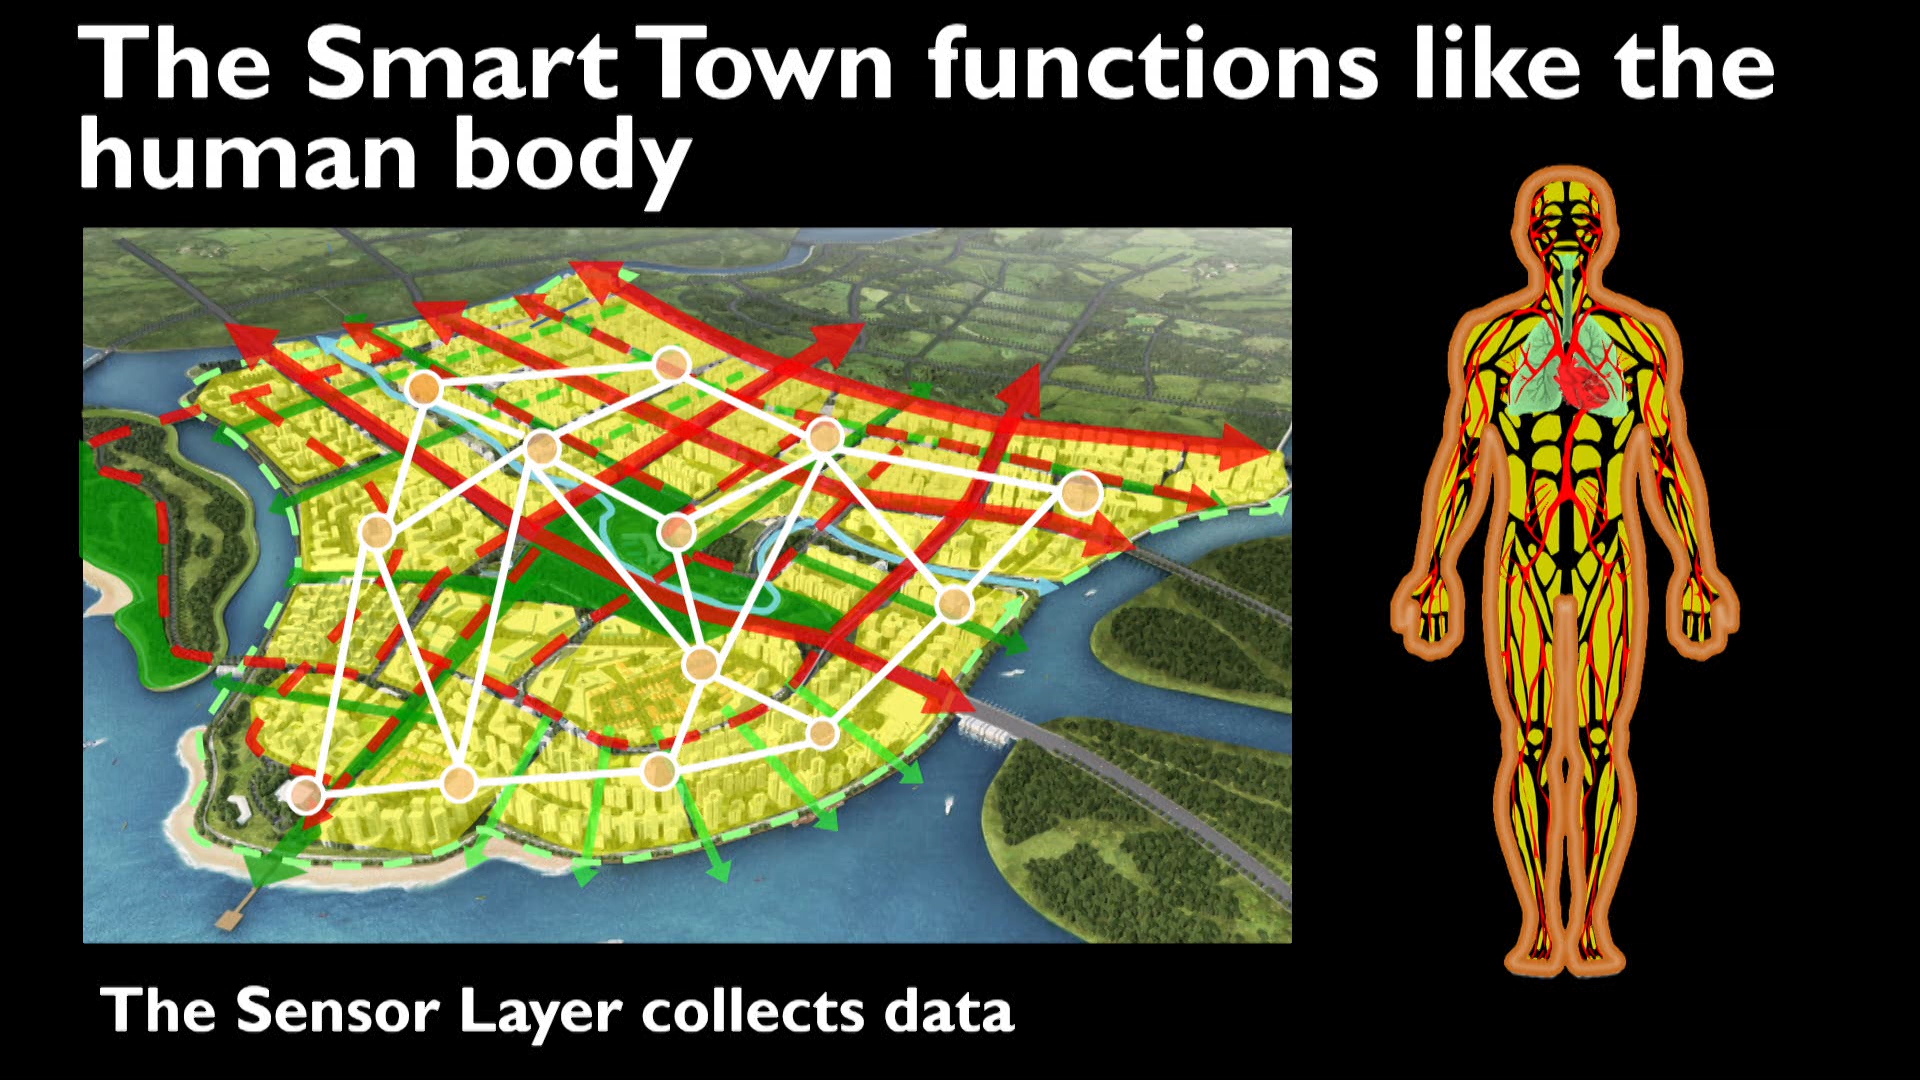 The Smart Town functions like the
human body
The Sensor Layer collects data